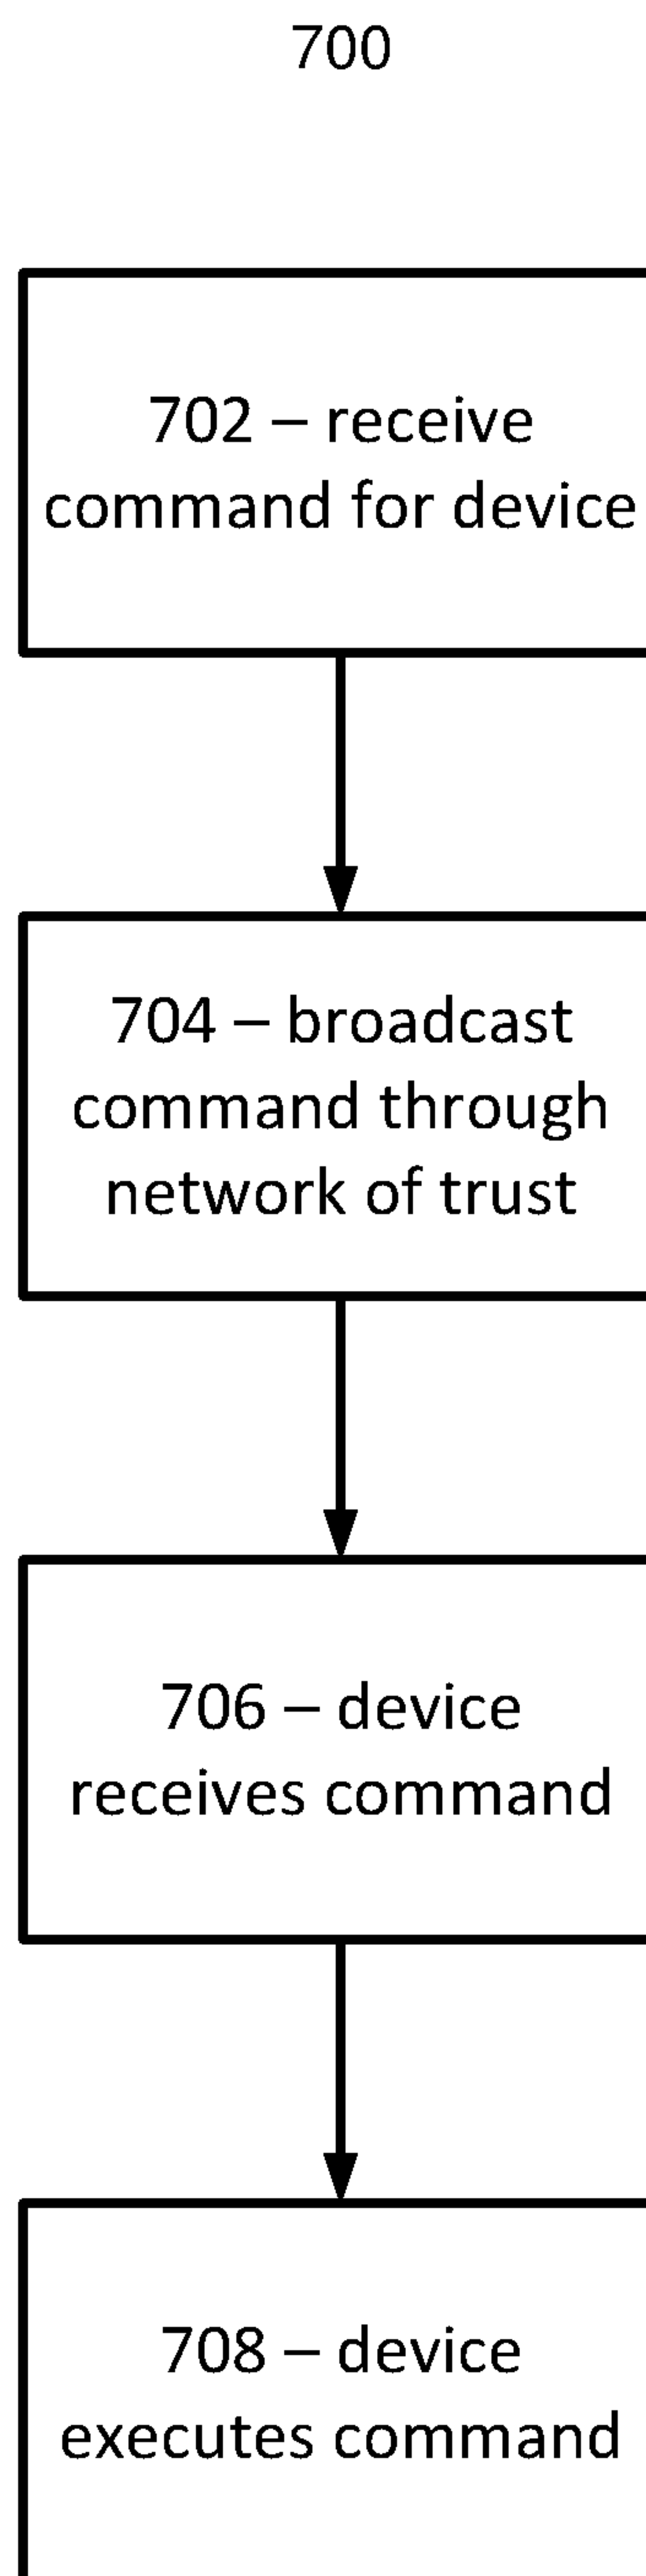 700
702 – receive
command for device
704 – broadcast
command through
network of trust
706 – device
receives command
708 – device
executes command